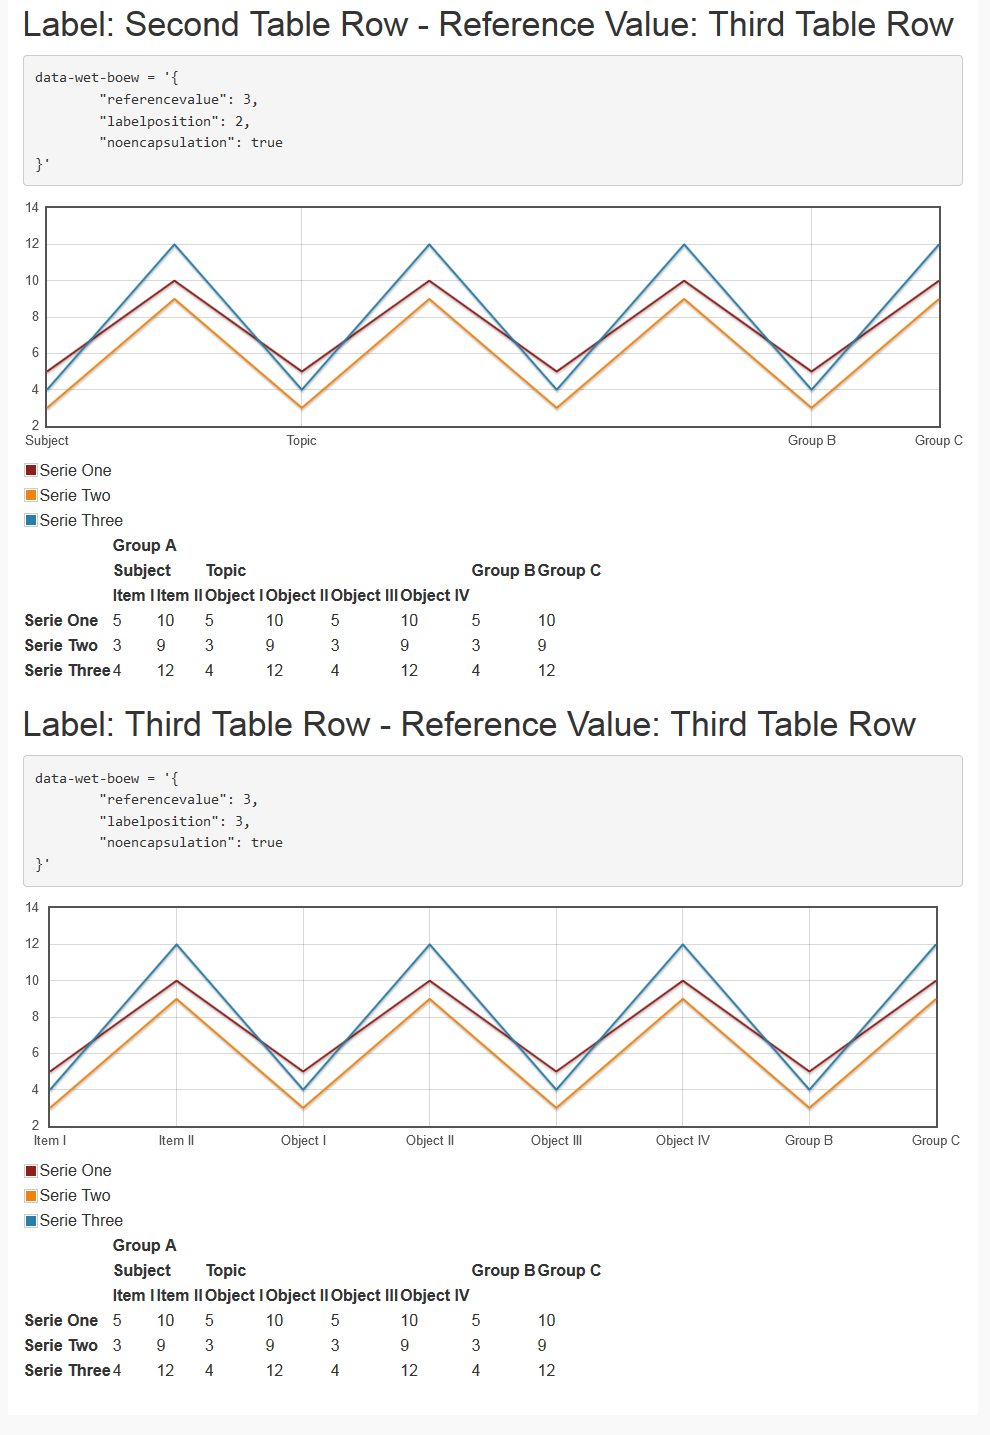 Label: Second Table Row - Reference Value: Third Table Row
data-wet-boew = '{
"referencevalue": 3,
"labelposition": 2,
"noencapsulation": true
}'
14
12
10
8
6
4
2
Subject Topic Group B Group C
Serie One
Serie Two
Serie Three
Group A
Subject Topic Group B Group C
Item I Item II Object I Object II Object III Object IV
Serie One 5 10 5 10 5 10 5 10
Serie Two 3 9 3 9 3 9 3 9
Serie Three 4 12 4 12 4 12 4 12
Label: Third Table Row - Reference Value: Third Table Row
data-wet-boew = '{
"referencevalue": 3,
"labelposition": 3,
"noencapsulation": true
}'
14
12
10
8
6
4
2
Item I Item II Object I Object II Object III Object IV Group B Group C
Serie One
Serie Two
Serie Three
Group A
Subject Topic Group B Group C
Item I Item II Object I Object II Object III Object IV
Serie One 5 10 5 10 5 10 5 10
Serie Two 3 9 3 9 3 9 3 9
Serie Three 4 12 4 12 4 12 4 12